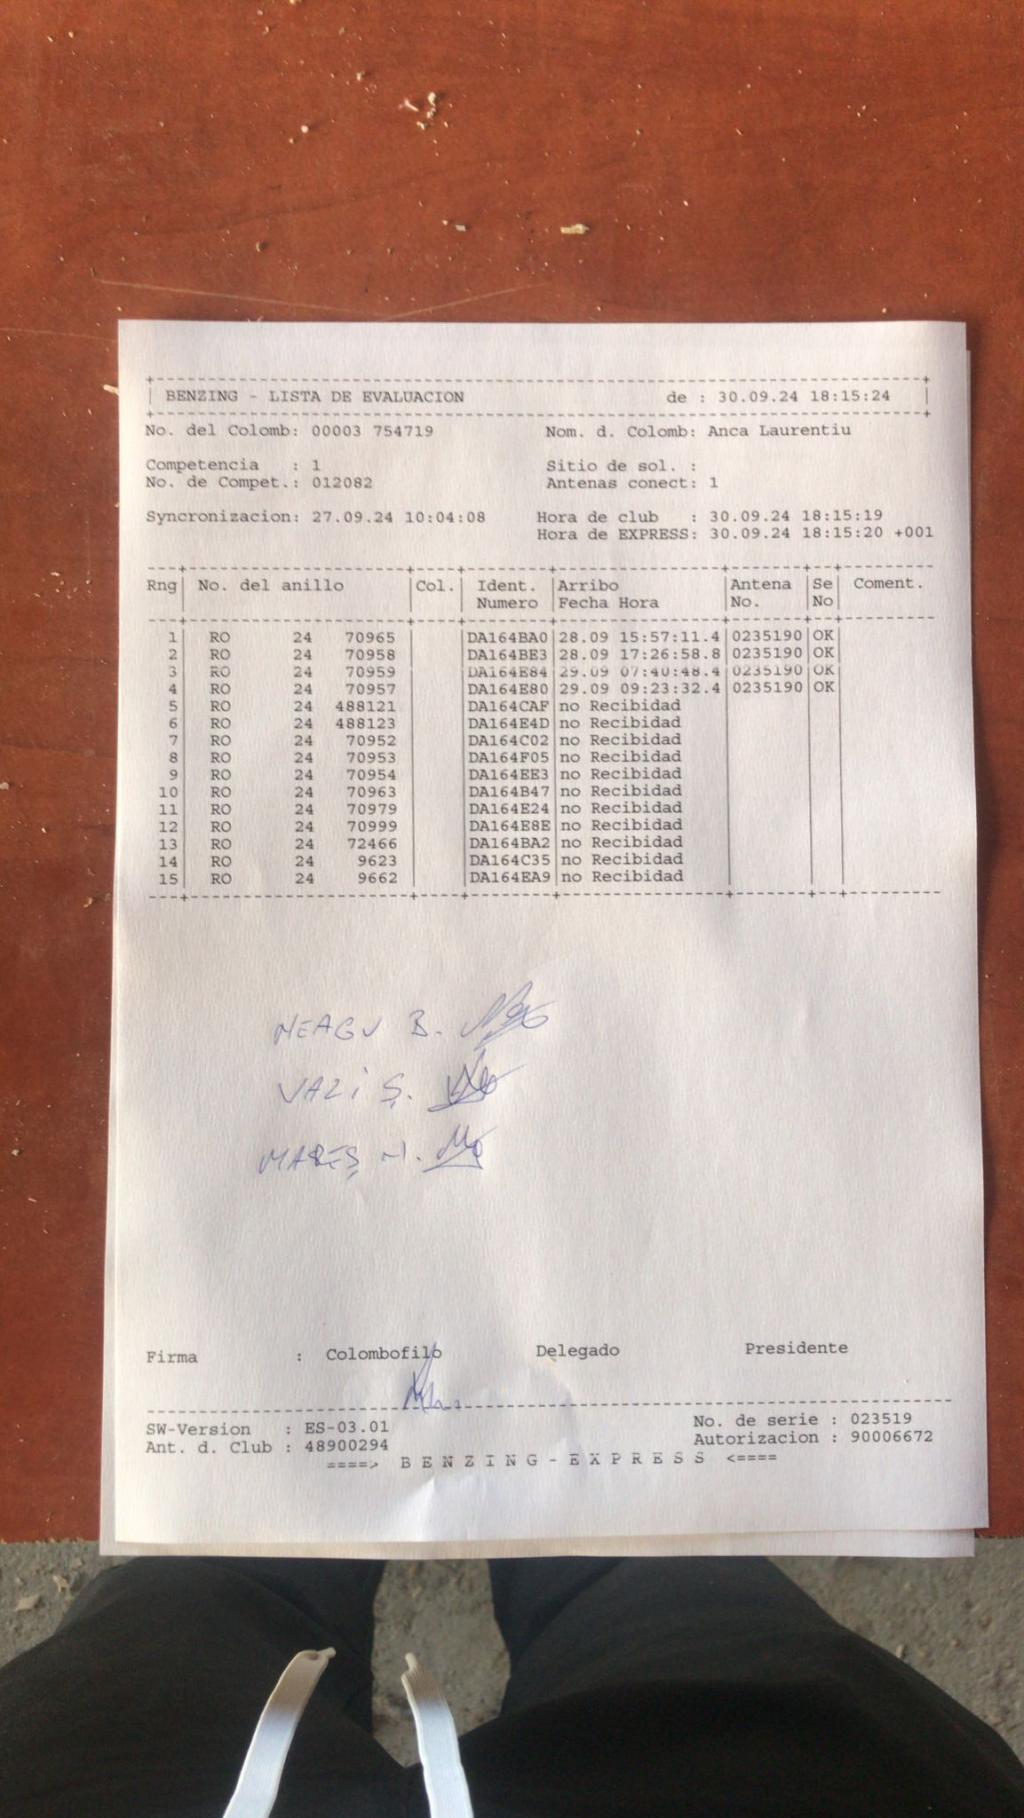 BENZING - LISTA DE EVALUACION de : 30.09.24 18:15:24
No. del Colomb: 00003 754719 Nom. d. Colomb: Anca Laurentiu
Competencia : 1 Sitio de sol. :
No. de Compet.: 012082 Antenas conect: 1
Syncronizacion: 27.09.24 10:04:08 Hora de club : 30.09.24 18:15:19
Hora de EXPRESS: 30.09.24 18:15:20 +001
Rng No. del anillo Col. Ident. Arribo Antena Se Coment.
Numero Fecha Hora No. No
1 RO 24 70965 DA164BA0 28.09 15:57:11.4 0235190 OK
2 RO 24 70958 DA164BE3 28.09 17:26:58.8 0235190 OK
3 RO 24 70959 DA164E84 29.09 07:40:48.4 0235190 OK
4 RO 24 70957 DA164E80 29.09 09:23:32.4 0235190 OK
5 RO 24 488121 DA164CAF no Recibidad
6 RO 24 488123 DA164E4D no Recibidad
7 RO 24 70952 DA164C02 no Recibidad
8 RO 24 70953 DA164F05 no Recibidad
9 RO 24 70954 DA164EE3 no Recibidad
10 RO 24 70963 DA164B47 no Recibidad
11 RO 24 70979 DA164E24 no Recibidad
12 RO 24 70999 DA164E8E no Recibidad
13 RO 24 72466 DA164BA2 no Recibidad
14 RO 24 9623 DA164C35 no Recibidad
15 RO 24 9662 DA164EA9 no Recibidad
NEAGU B.
VALI Ș.
MAREȘ N.
Firma : Colombofilo Delegado Presidente
SW-Version : ES-03.01 No. de serie : 023519
Ant. d. Club : 48900294 Autorizacion : 90006672
====> B E N Z I N G - E X P R E S S <====